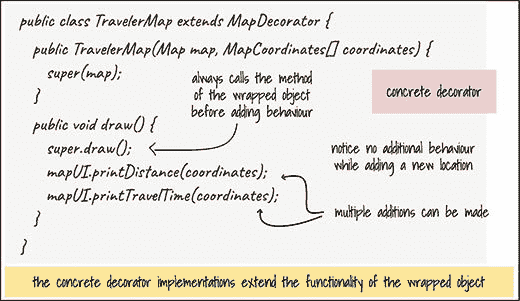 public class TravelerMap extends MapDecorator {
public TravelerMap(Map map, MapCoordinates[] coordinates) {
super(map);
}
always calls the method
of the wrapped object
before adding behaviour
concrete decorator
public void draw() {
super.draw();
mapUI.printDistance(coordinates);
mapUI.printTravelTime(coordinates);
}
}
notice no additional behaviour
while adding a new location
multiple additions can be made
the concrete decorator implementations extend the functionality of the wrapped object